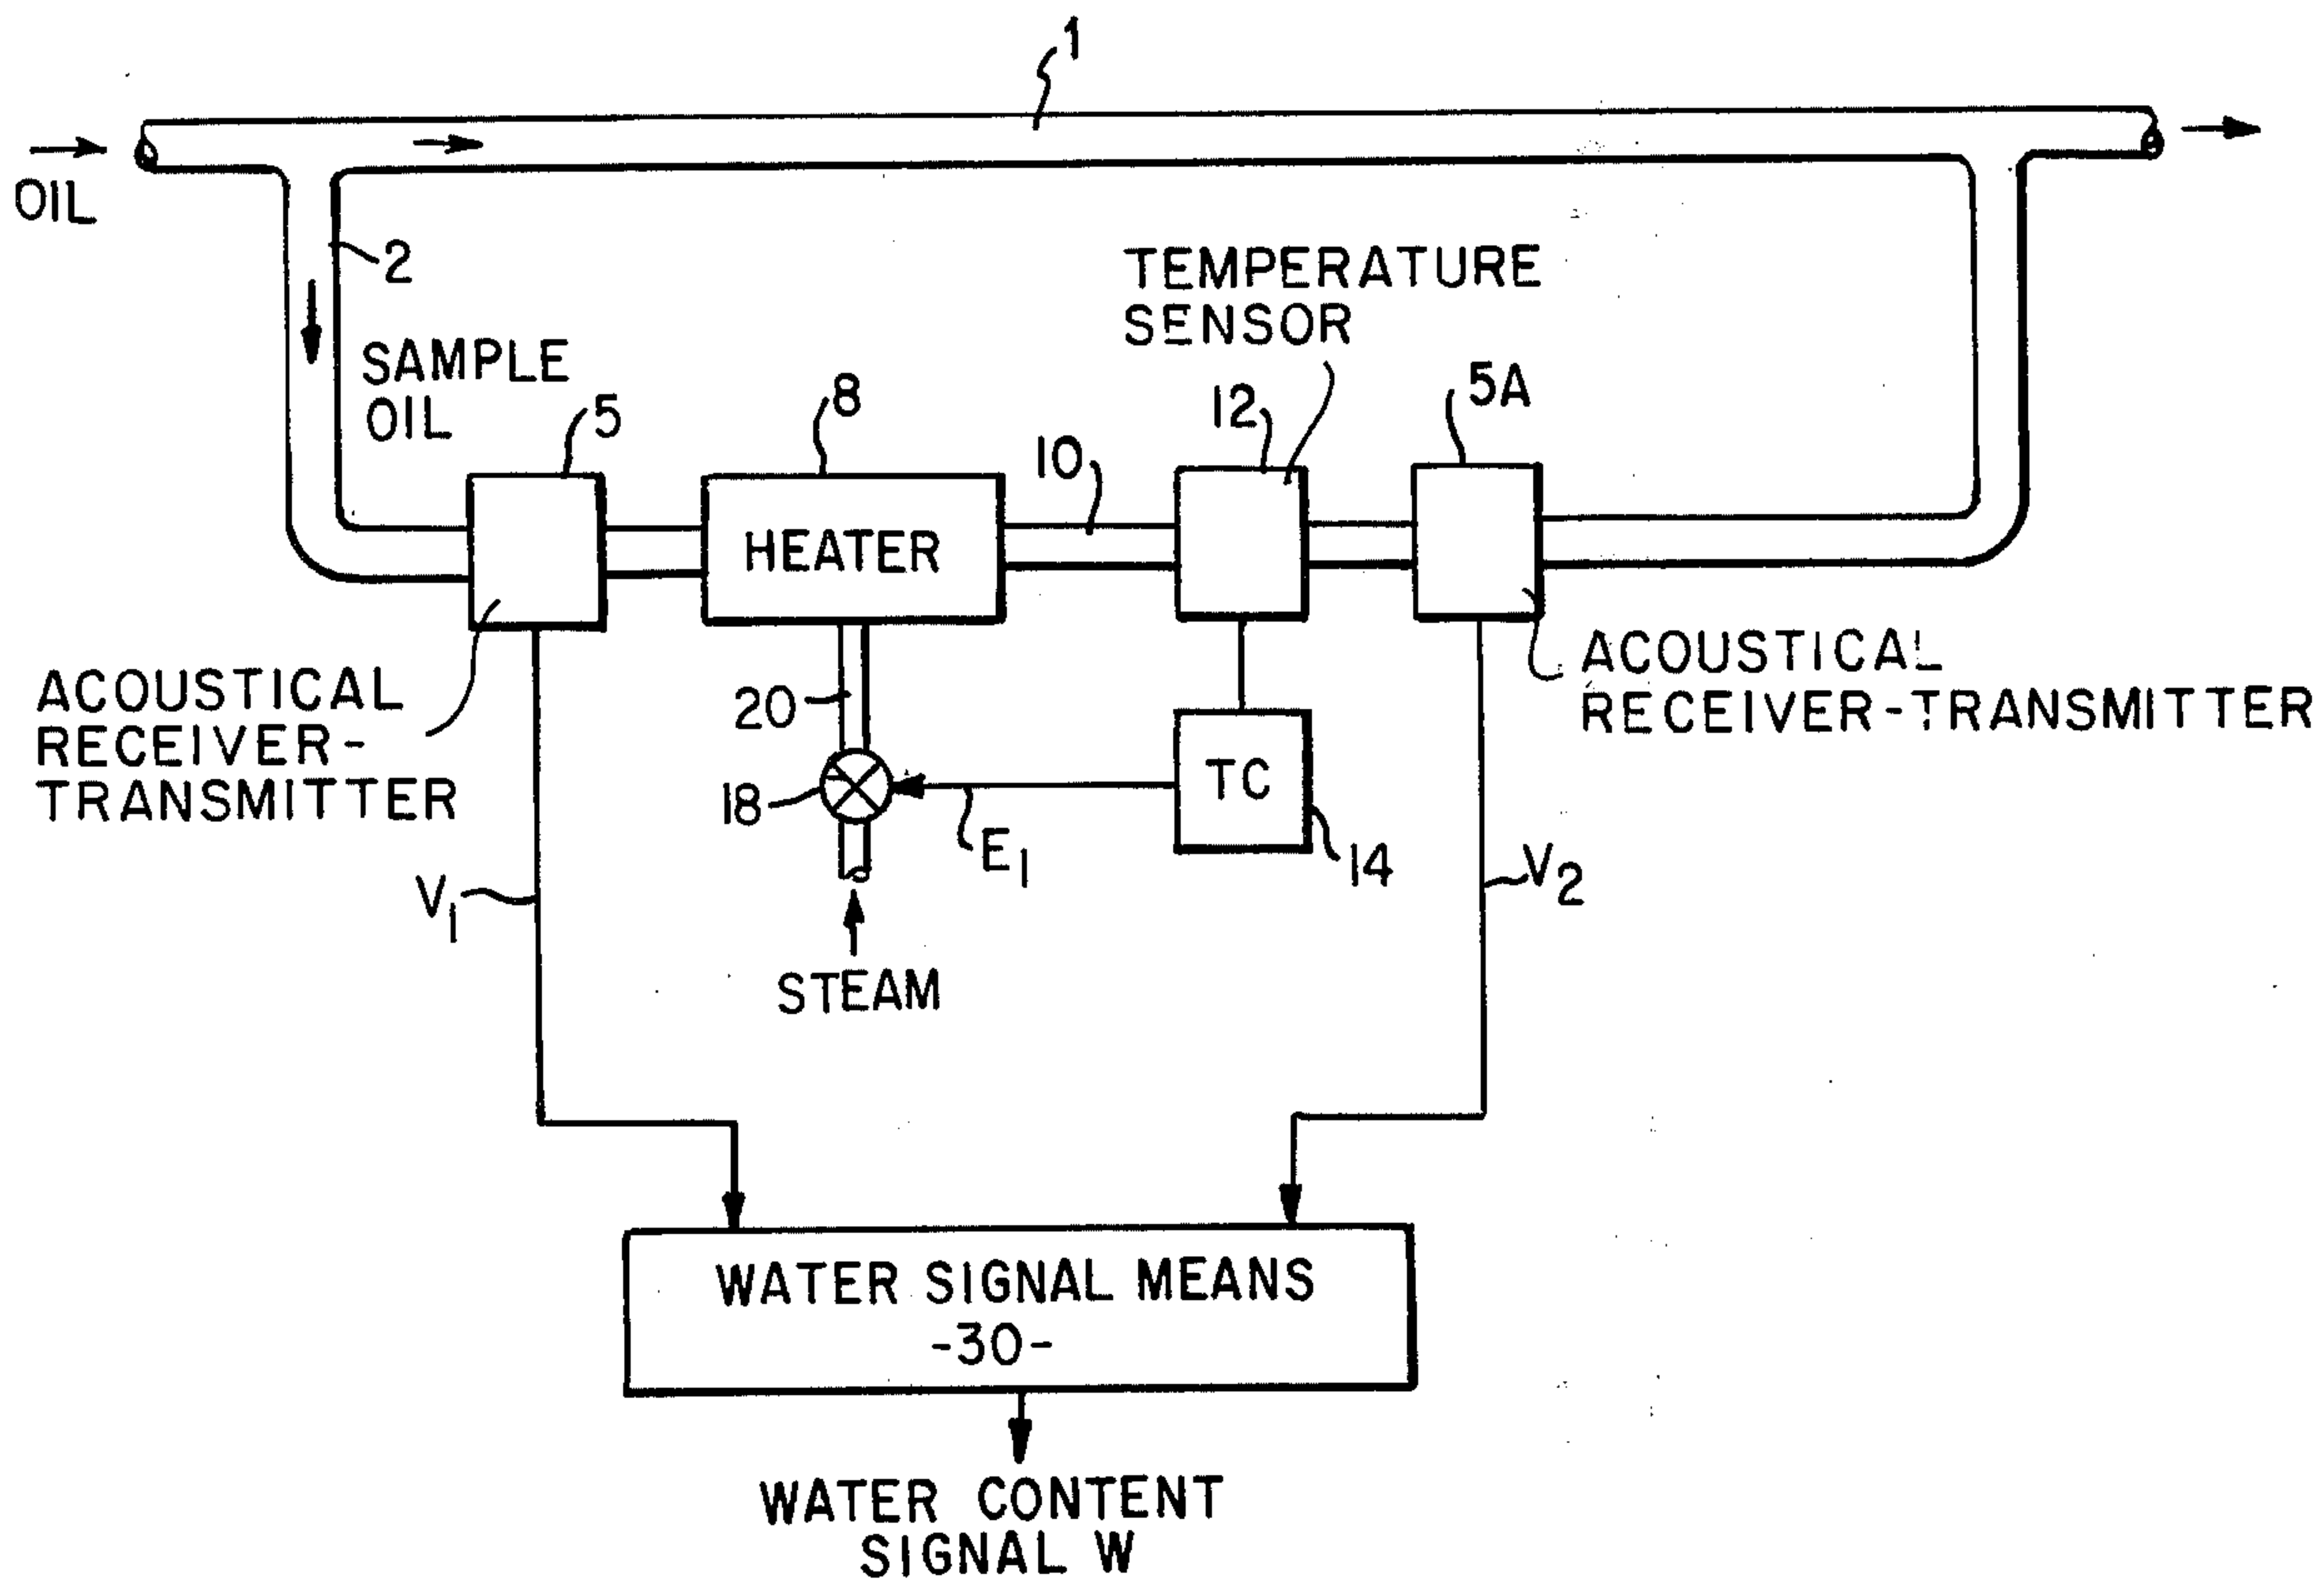 1
OIL
2
TEMPERATURE
SENSOR
SAMPLE
OIL
5
8
10
12
5A
HEATER
ACOUSTICAL
RECEIVER-
TRANSMITTER
20
TC
ACOUSTICAL
RECEIVER-TRANSMITTER
18
E1
14
V1
V2
STEAM
WATER SIGNAL MEANS
-30-
WATER CONTENT
SIGNAL W